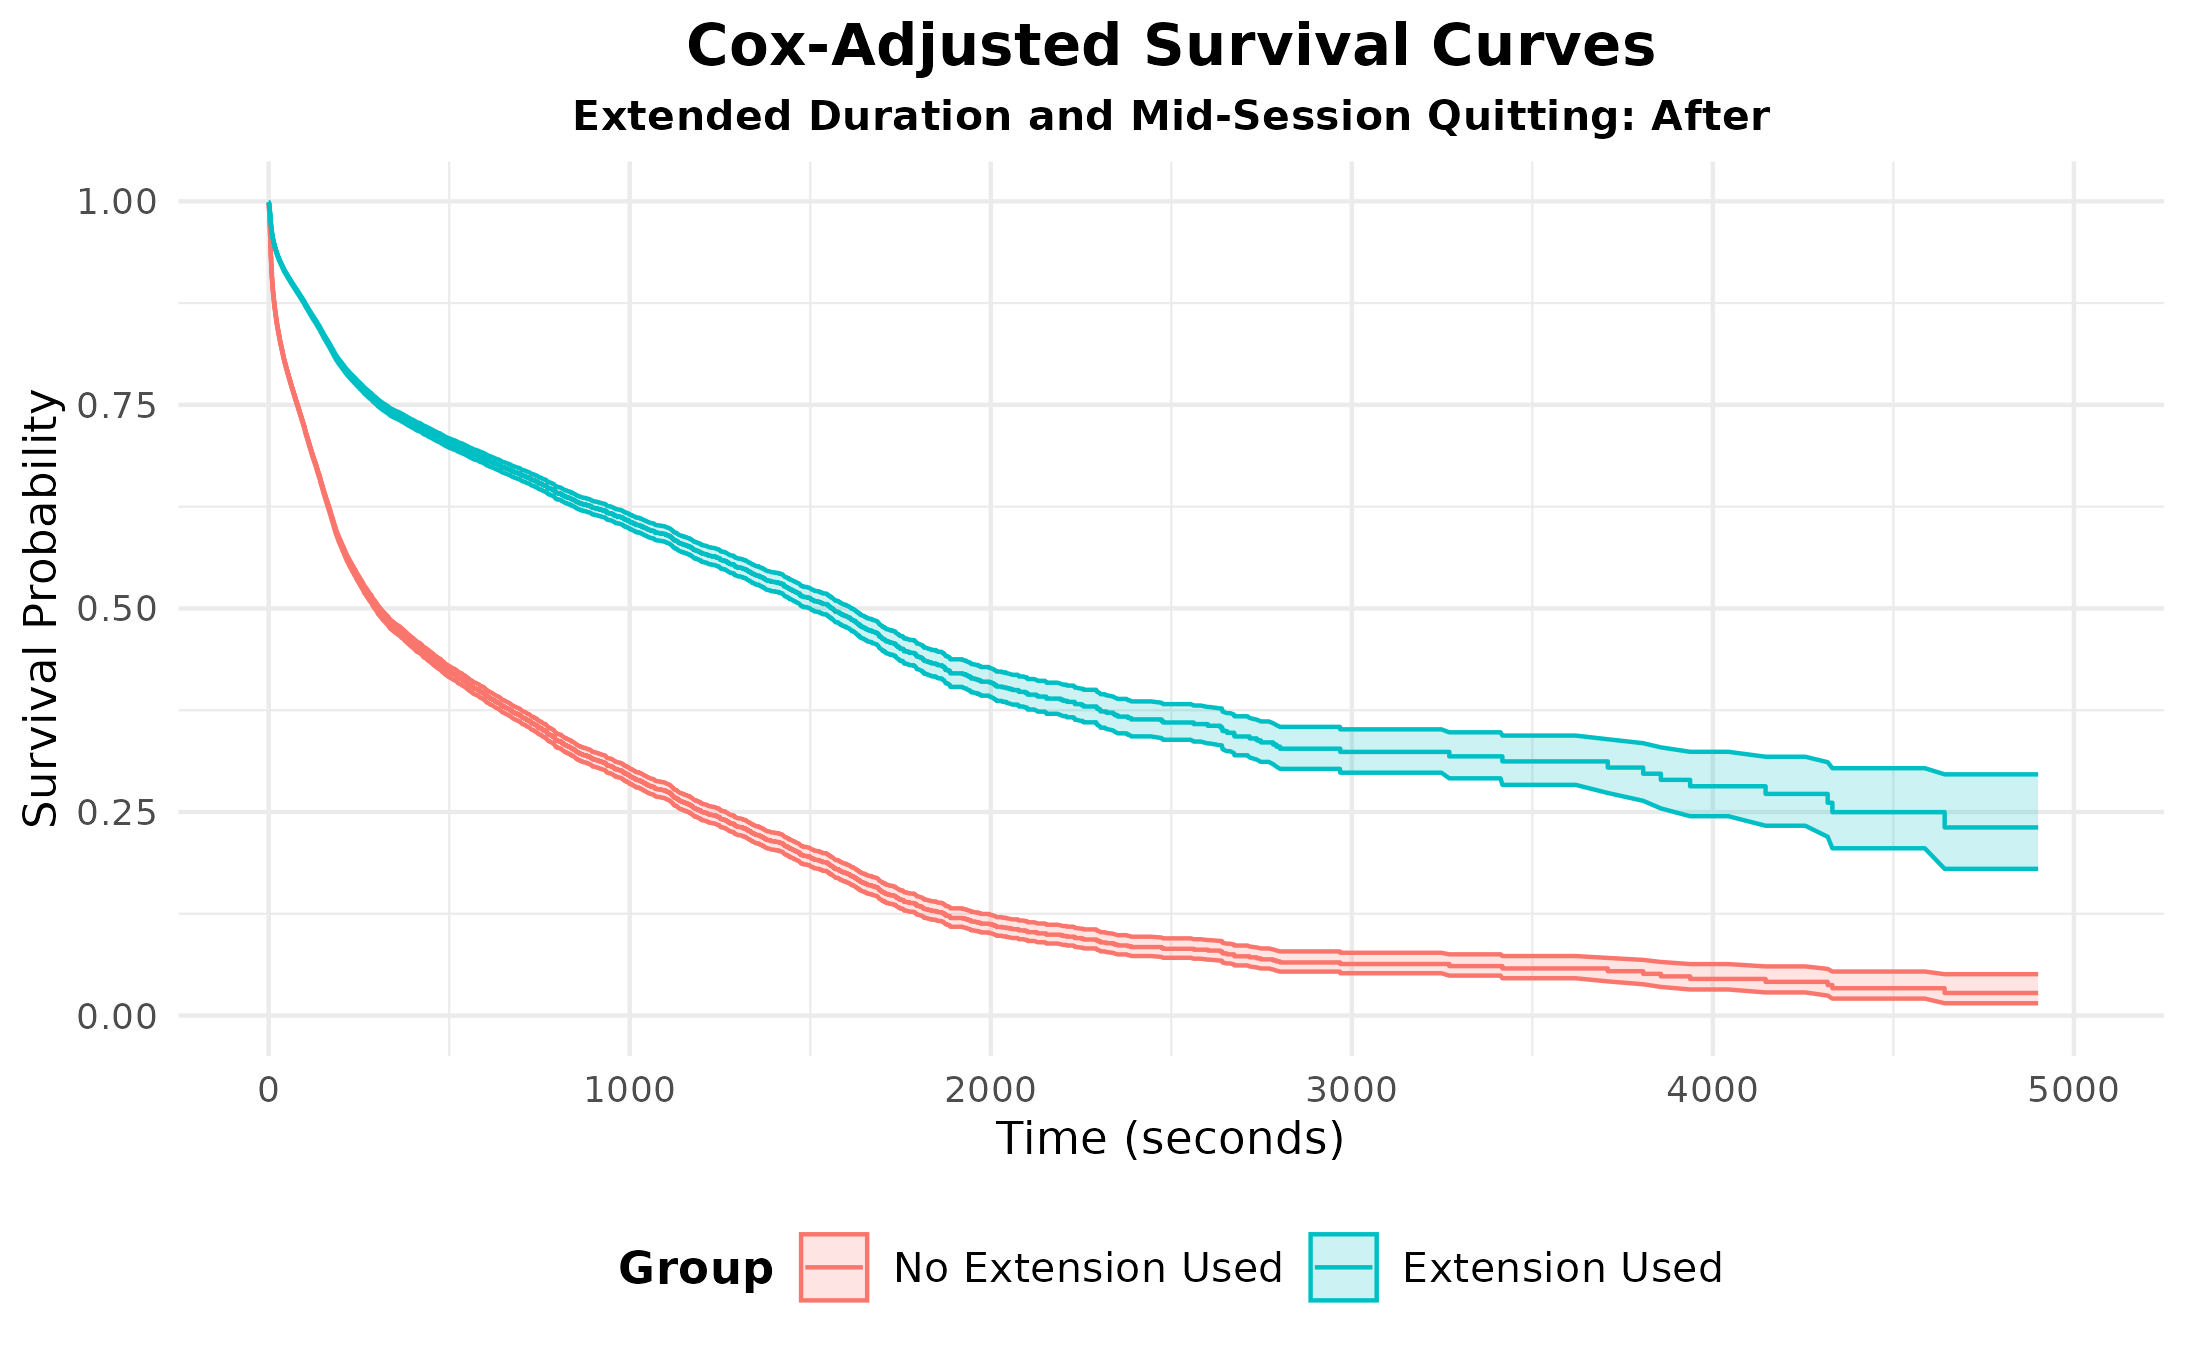 Cox-Adjusted Survival Curves
Extended Duration and Mid-Session Quitting: After
Survival Probability
1.00
0.75
0.50
0.25
0.00
0 1000 2000 3000 4000 5000
Time (seconds)
Group No Extension Used Extension Used